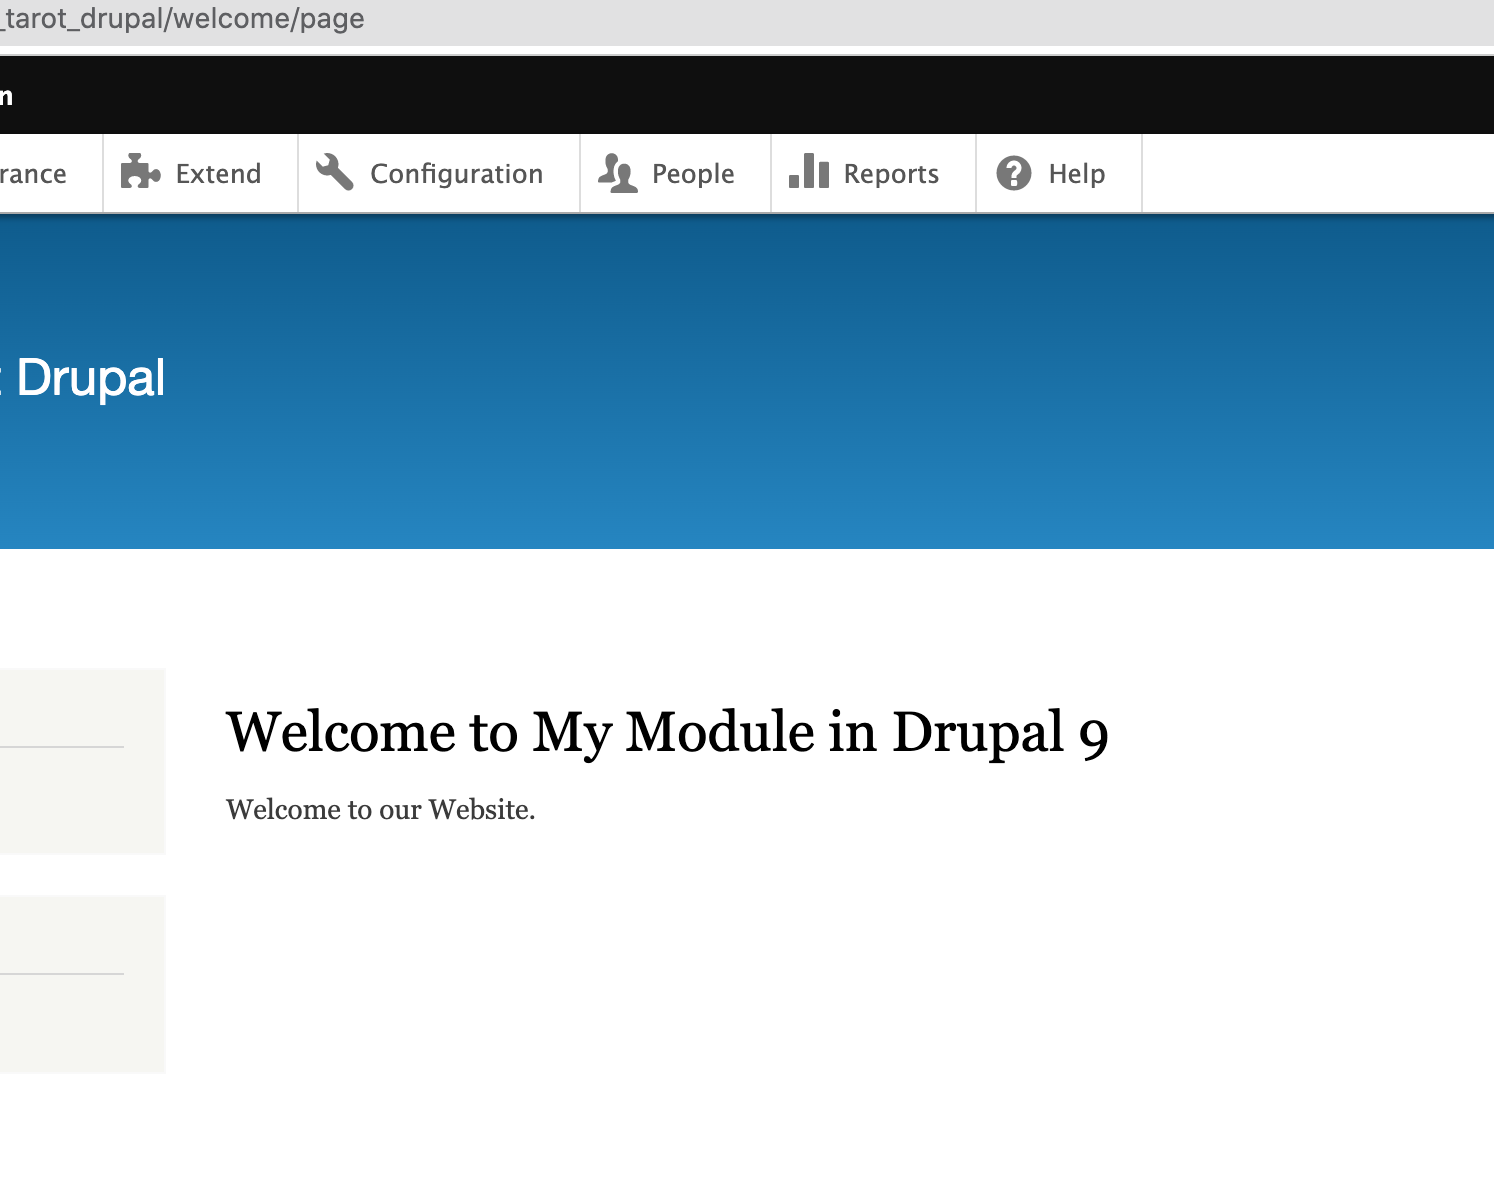 _tarot_drupal/welcome/page
n
rance Extend Configuration People Reports Help
Drupal
Welcome to My Module in Drupal 9
Welcome to our Website.